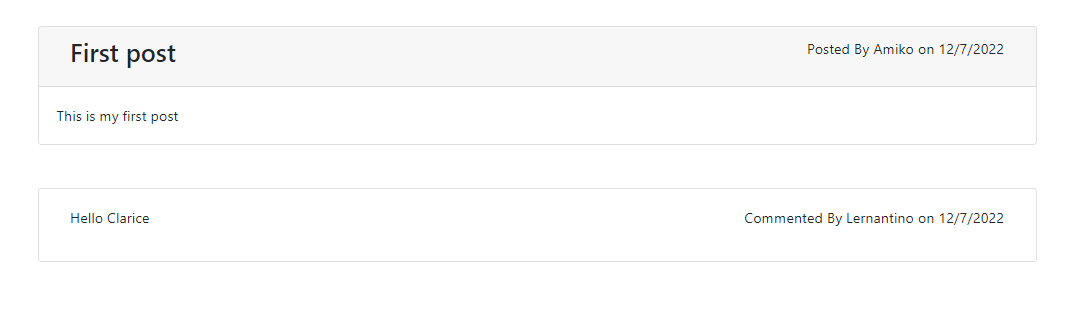 First post
Posted By Amiko on 12/7/2022
This is my first post
Hello Clarice
Commented By Lernantino on 12/7/2022